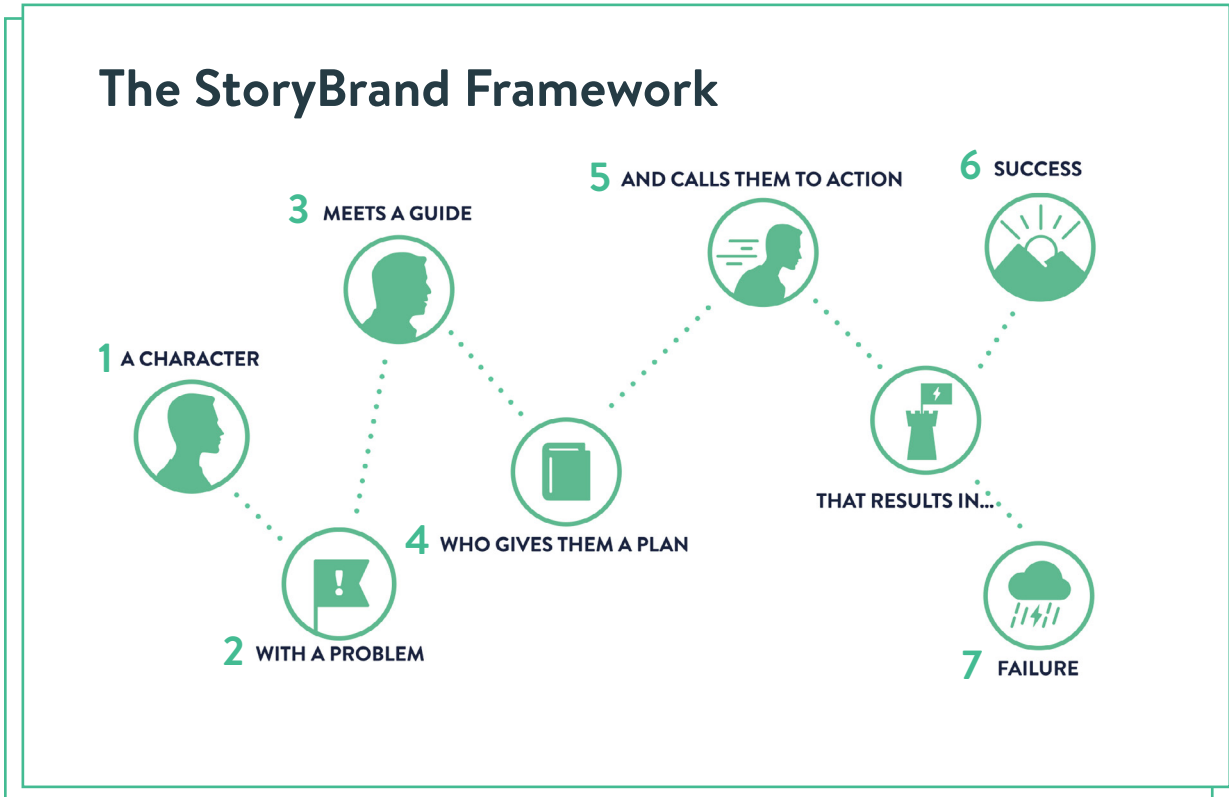 The StoryBrand Framework
1 A CHARACTER
2 WITH A PROBLEM
3 MEETS A GUIDE
4 WHO GIVES THEM A PLAN
5 AND CALLS THEM TO ACTION
THAT RESULTS IN...
6 SUCCESS
7 FAILURE